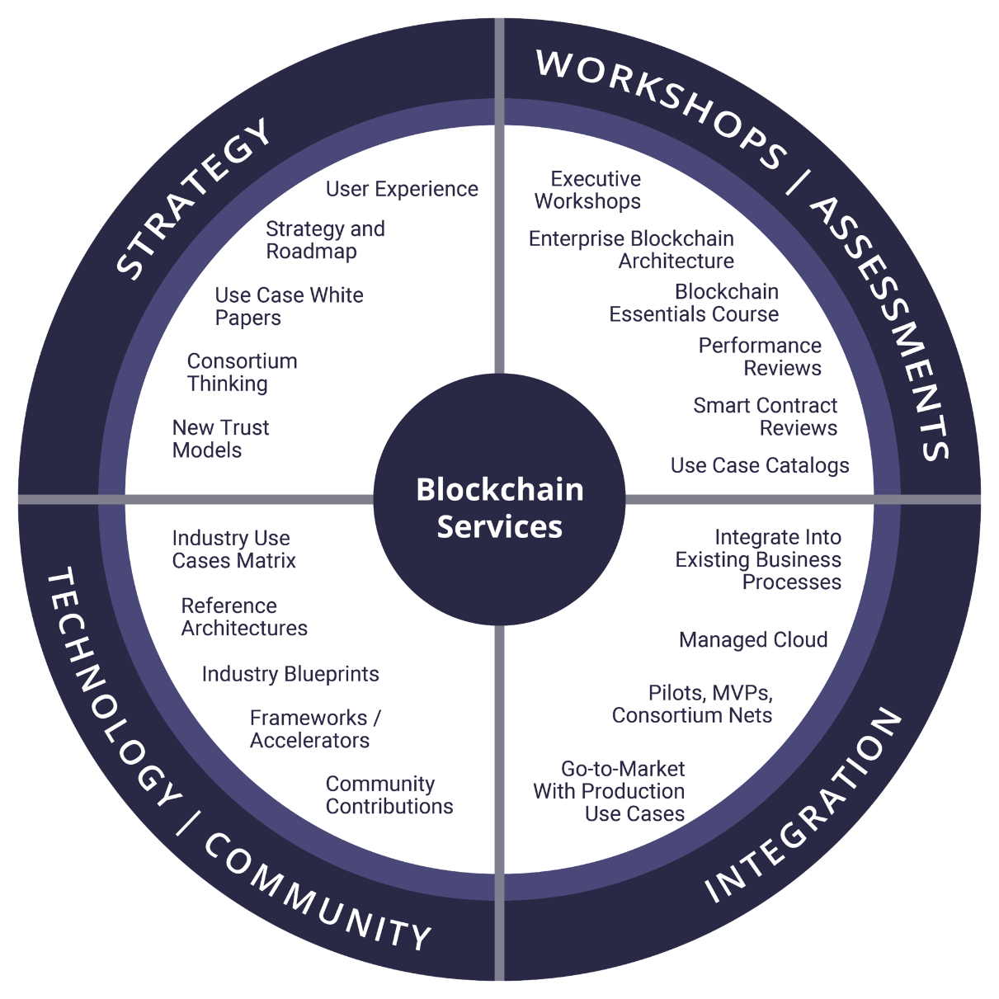 STRATEGY
User Experience
Strategy and
Roadmap
Use Case White
Papers
Consortium
Thinking
New Trust
Models
WORKSHOPS | ASSESSMENTS
Executive
Workshops
Enterprise Blockchain
Architecture
Blockchain
Essentials Course
Performance
Reviews
Smart Contract
Reviews
Use Case Catalogs
Blockchain
Services
TECHNOLOGY | COMMUNITY
Industry Use
Cases Matrix
Reference
Architectures
Industry Blueprints
Frameworks /
Accelerators
Community
Contributions
INTEGRATION
Integrate Into
Existing Business
Processes
Managed Cloud
Pilots, MVPs,
Consortium Nets
Go-to-Market
With Production
Use Cases